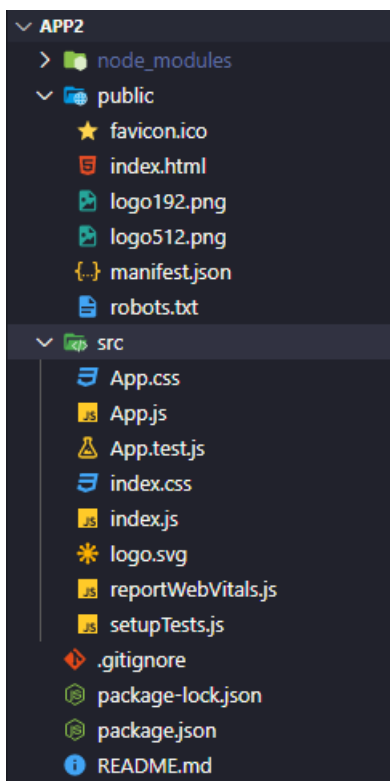 APP2
node_modules
public
favicon.ico
index.html
logo192.png
logo512.png
manifest.json
robots.txt
src
App.css
App.js
App.test.js
index.css
index.js
logo.svg
reportWebVitals.js
setupTests.js
.gitignore
package-lock.json
package.json
README.md